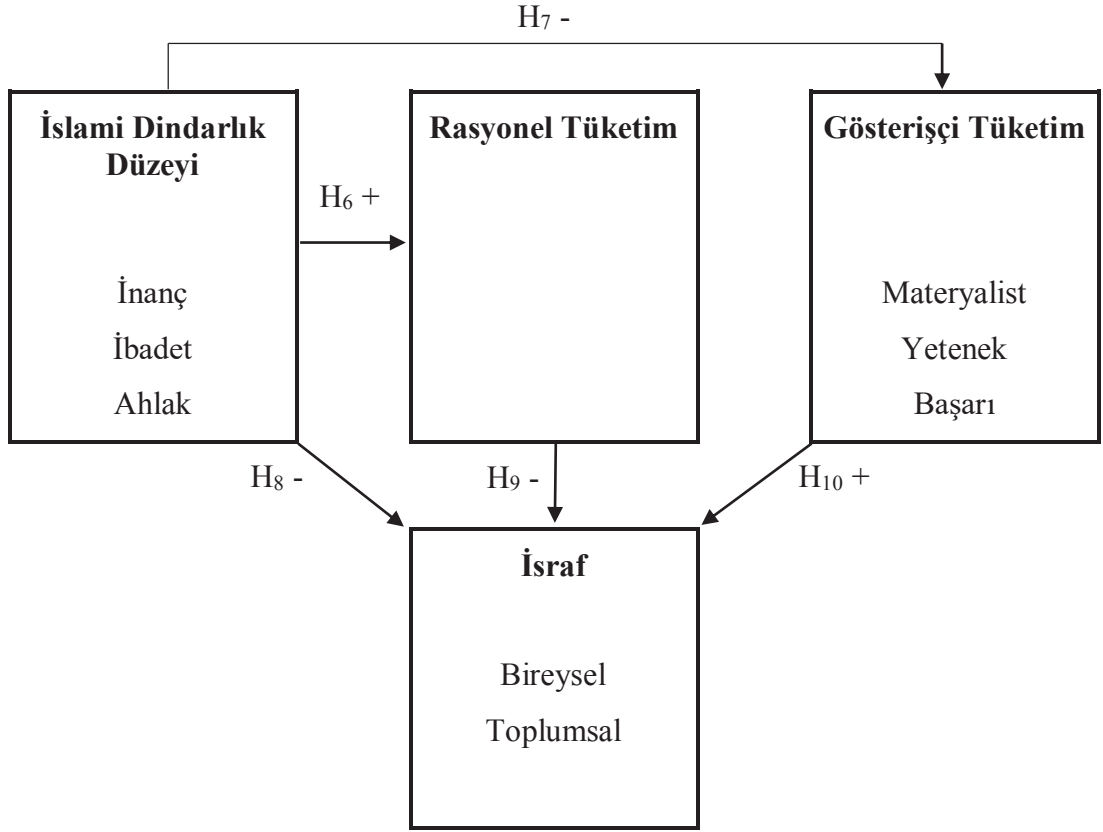 H₇ -
İslami Dindarlık
Düzeyi
İnanç
İbadet
Ahlak
H₆ +
Rasyonel Tüketim
Gösterişçi Tüketim
Materyalist
Yetenek
Başarı
H₈ -
H₉ -
H₁₀ +
İsraf
Bireysel
Toplumsal